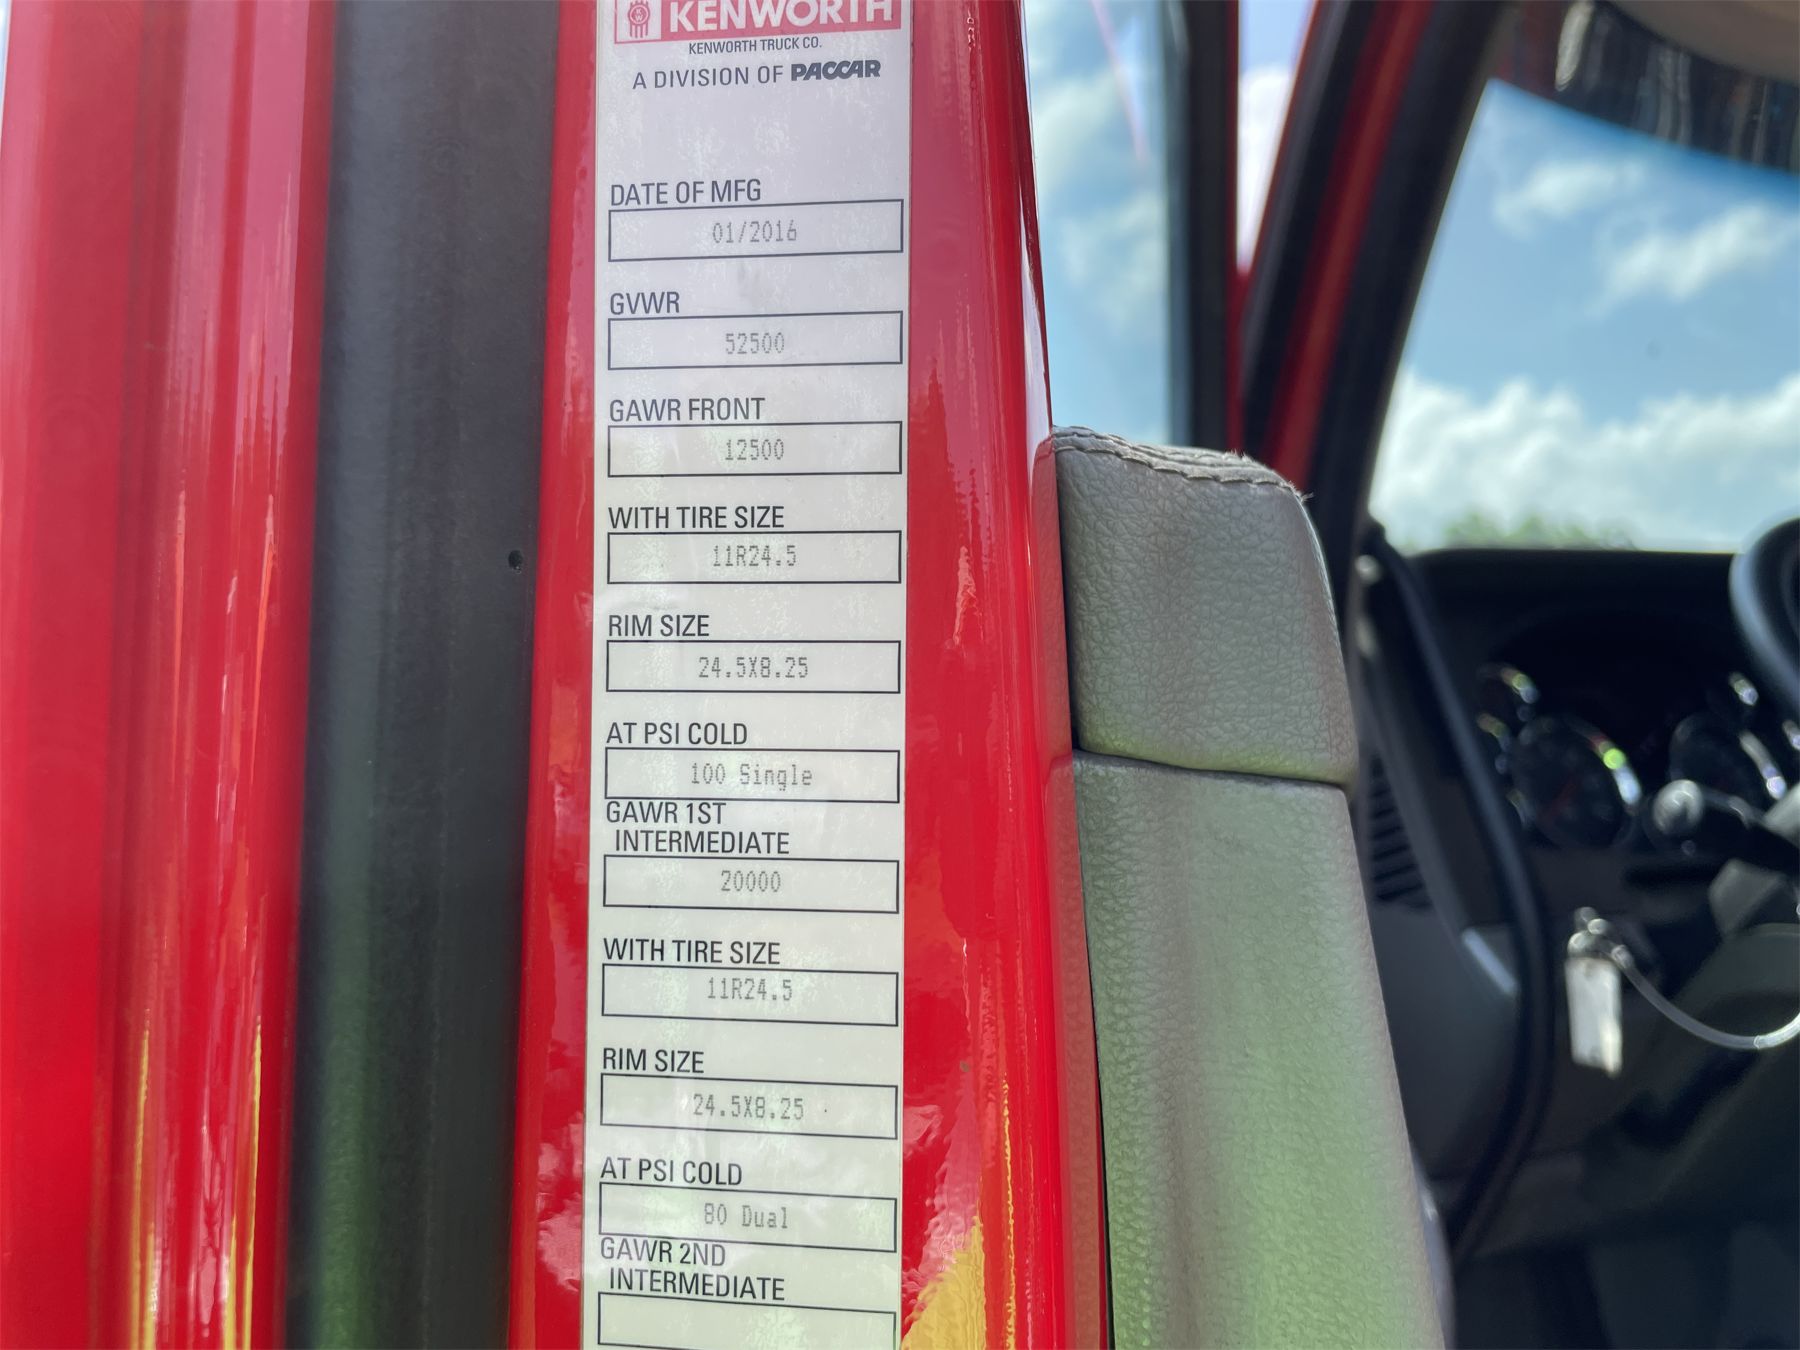 KENWORTH
KENWORTH TRUCK CO.
A DIVISION OF PACCAR
DATE OF MFG
01/2016
GVWR
52500
GAWR FRONT
12500
WITH TIRE SIZE
11R24.5
RIM SIZE
24.5X8.25
AT PSI COLD
100 Single
GAWR 1ST
INTERMEDIATE
20000
WITH TIRE SIZE
11R24.5
RIM SIZE
24.5X8.25
AT PSI COLD
80 Dual
GAWR 2ND
INTERMEDIATE